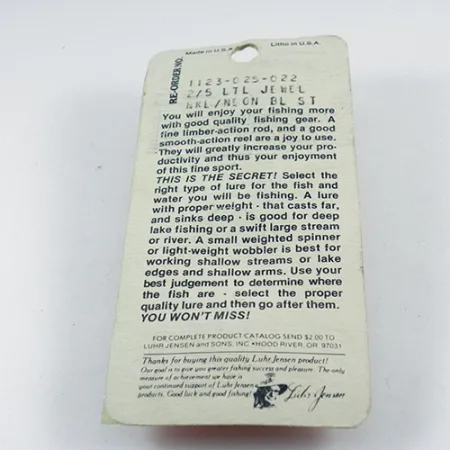 Made in U.S.A. Litho in U.S.A.
RE-ORDER NO.
1123-025-022
2/5 LTL JEWEL
NKL/NEON BL ST
You will enjoy your fishing more
with good quality fishing gear. A
fine limber-action rod, and a good
smooth-action reel are a joy to use.
They will greatly increase your pro-
ductivity and thus your enjoyment
of this fine sport.
THIS IS THE SECRET! Select the
right type of lure for the fish and
water you will be fishing. A lure
with proper weight - that casts far,
and sinks deep - is good for deep
lake fishing or a swift large stream
or river. A small weighted spinner
or light-weight wobbler is best for
working shallow streams or lake
edges and shallow arms. Use your
best judgement to determine where
the fish are - select the proper
quality lure and then go after them.
YOU WON'T MISS!
FOR COMPLETE PRODUCT CATALOG SEND $2.00 TO
LUHR JENSEN and SONS, INC •HOOD RIVER, OR 97031
Thanks for buying this quality Luhr Jensen product!
Our goal is to give you greater fishing success and pleasure. The only
measure of achievement we have is
your continued support of Luhr Jensen
products. Good luck and good fishing!
Luhr Jensen